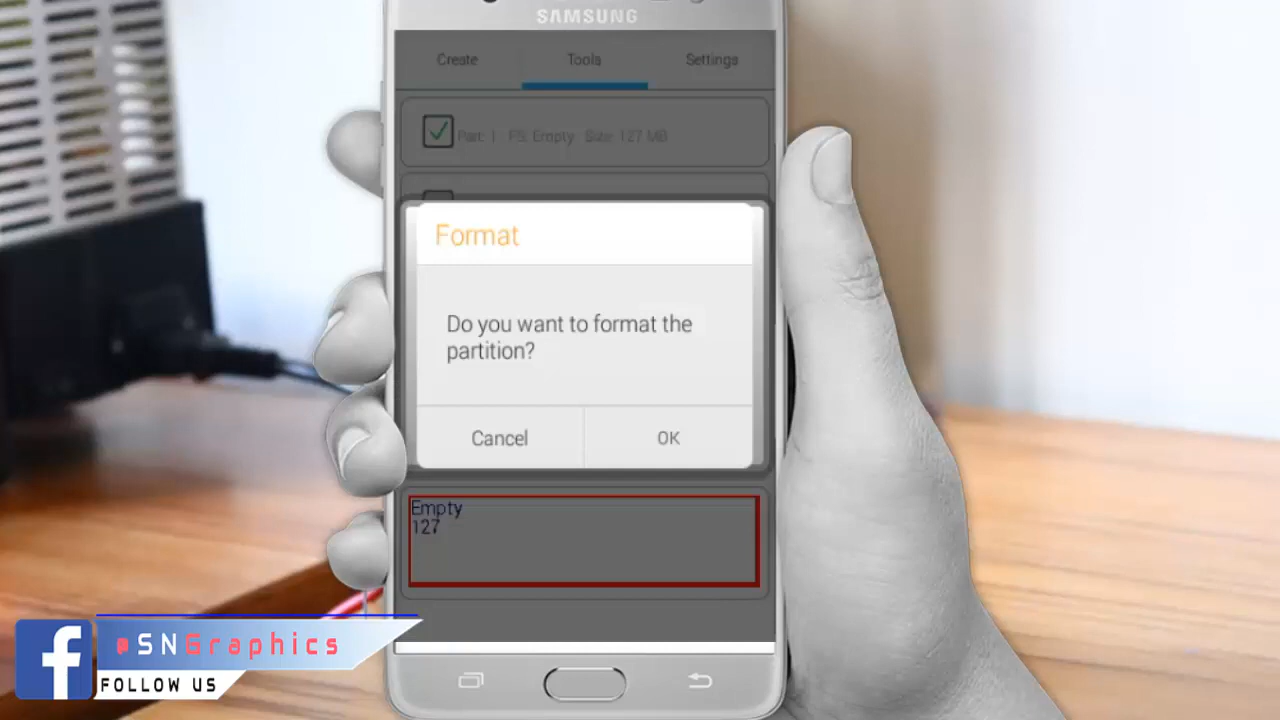 SAMSUNG
Create Tools Settings
Part: 1 FS: Empty Size: 127 MB
Format
Do you want to format the
partition?
Cancel OK
Empty
127
#SNGraphics
FOLLOW US